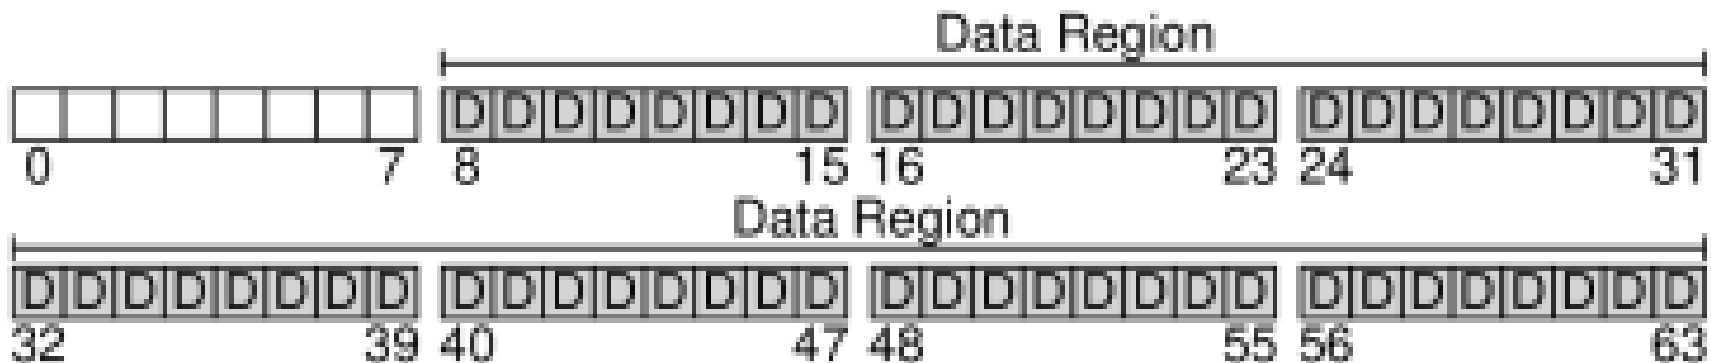 Data Region
D D D D D D D D D D D D D D D D D D D D D D D D
0 7 8 15 16 23 24 31
Data Region
D D D D D D D D D D D D D D D D D D D D D D D D D D D D D D D D
32 39 40 47 48 55 56 63